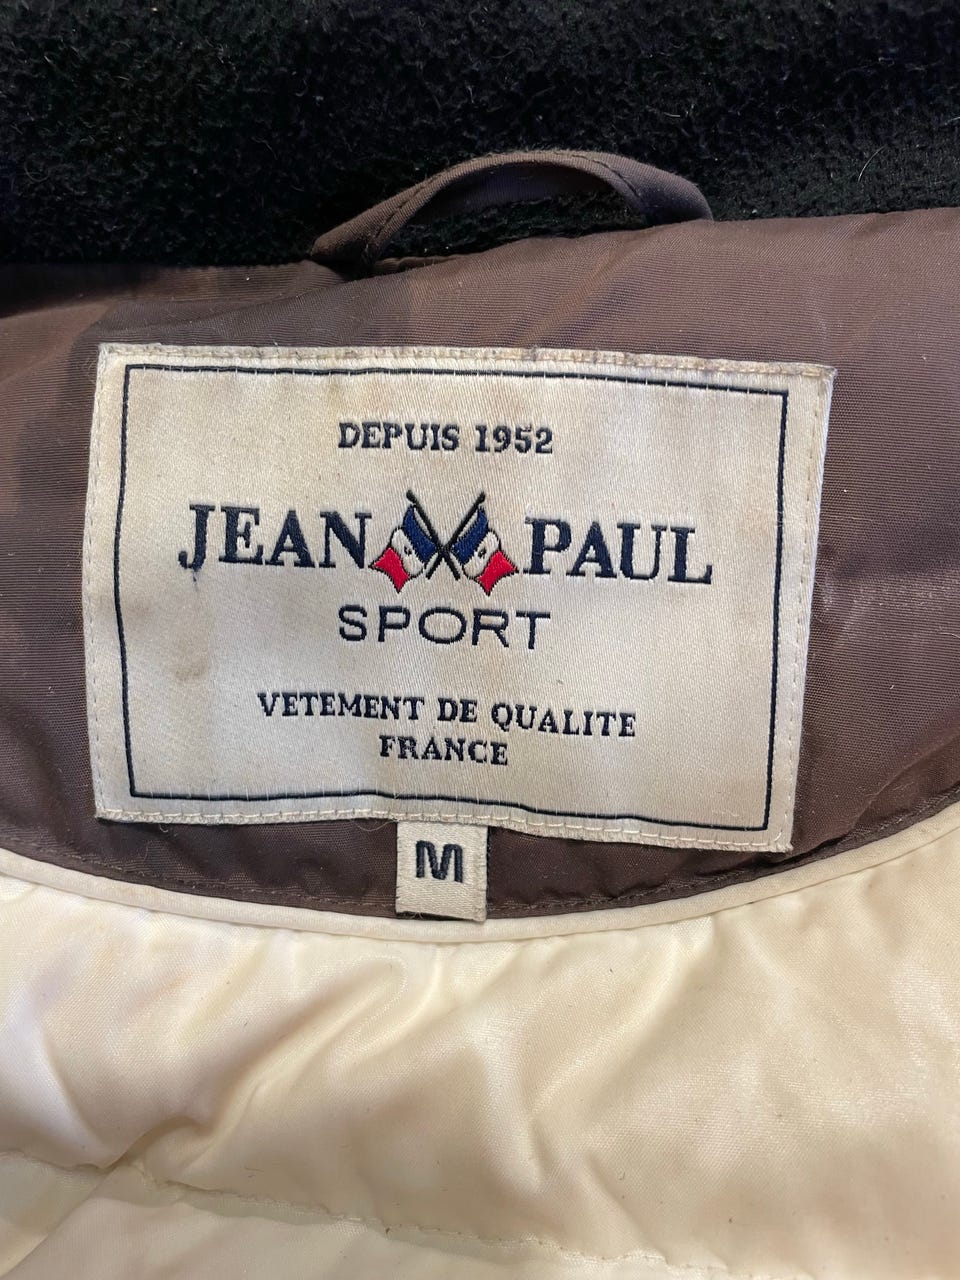 DEPUIS 1952
JEAN PAUL
SPORT
VETEMENT DE QUALITE
FRANCE
M